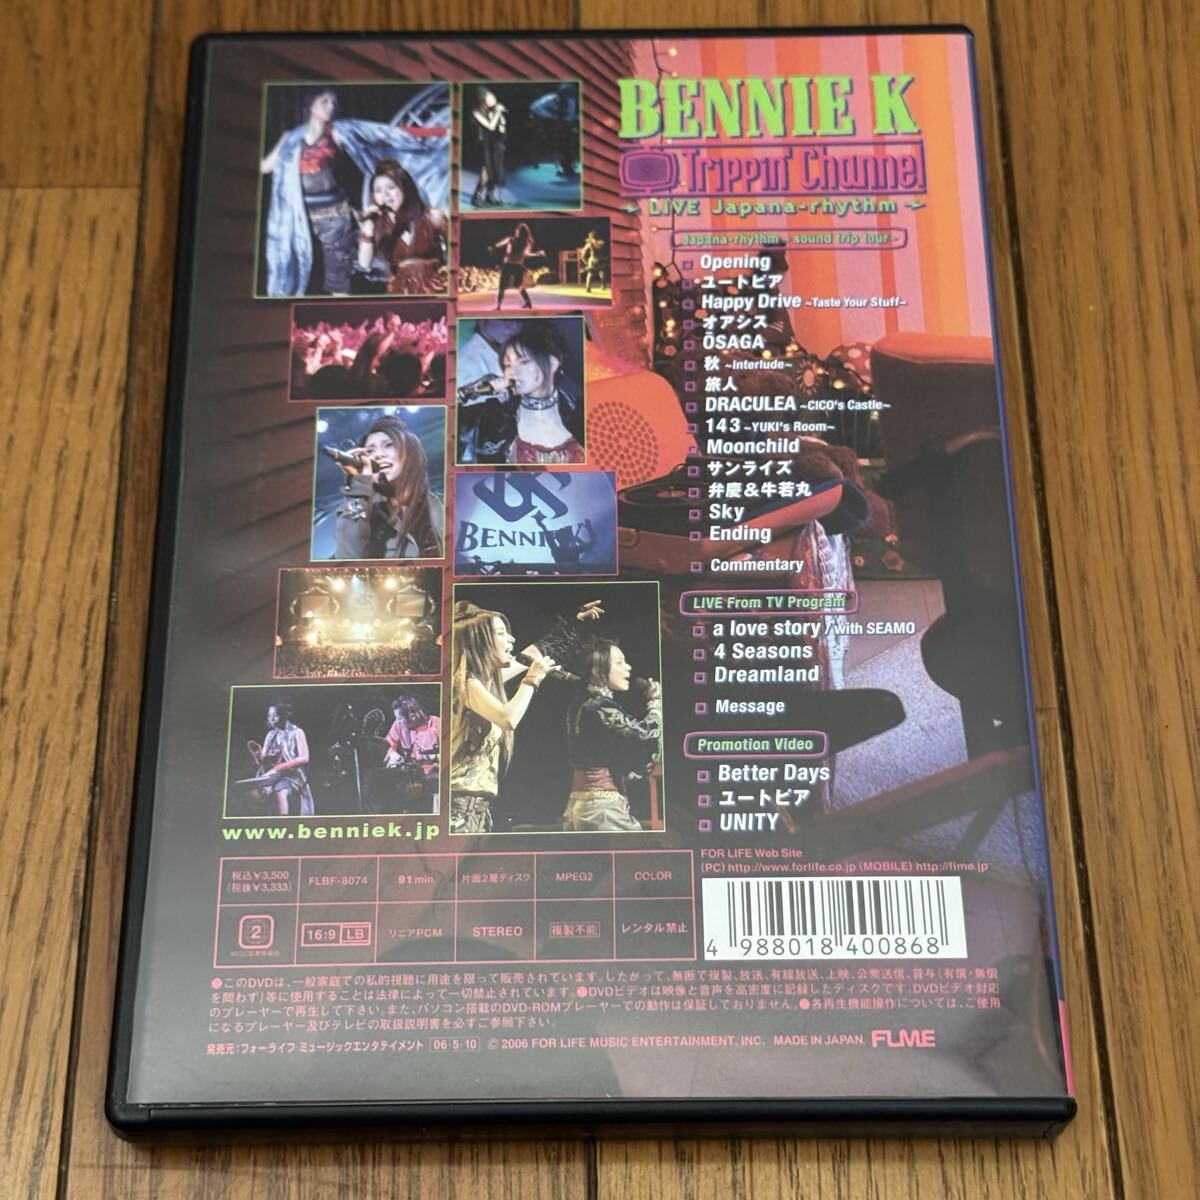 BENNIE K
Trippin' Channel
~ LIVE Japana-rhythm ~
Japana-rhythm ~ sound trip tour~
Opening
ユートピア
Happy Drive ~Taste Your Stuff~
オアシス
ŌSAGA
秋 ~Interlude~
旅人
DRACULEA ~CICO's Castle~
143 ~YUKI's Room~
Moonchild
サンライズ
弁慶&牛若丸
Sky
Ending
Commentary
LIVE From TV Program
a love story / with SEAMO
4 Seasons
Dreamland
Message
Promotion Video
Better Days
ユートピア
UNITY
BENNIE K
www.benniek.jp
FOR LIFE Web Site
(PC) http://www.forlife.co.jp (MOBILE) http://flme.jp
税込¥3,500
(税抜¥3,333)
FLBF-8074
91min.
片面2層ディスク
MPEG2
COLOR
2
16:9 LB
リニアPCM
STEREO
複製不能
レンタル禁止
4 988018 400868
●このDVDは、一般家庭での私的視聴に用途を限って販売されています。したがって、無断で複製、放送、有線放送、上映、公衆送信、貸与(有償・無償
を問わず)等に使用することは法律によって一切禁止されています。●DVDビデオは映像と音声を高密度に記録したディスクです。DVDビデオ対応
のプレーヤーで再生して下さい。また、パソコン搭載のDVD-ROMプレーヤーでの動作は保証しておりません。●各再生機能操作については、ご使用
になるプレーヤー及びテレビの取扱説明書を必ずご参照下さい。
発売元:フォーライフ ミュージックエンタテイメント 06·5·10 © 2006 FOR LIFE MUSIC ENTERTAINMENT, INC. MADE IN JAPAN. FLME